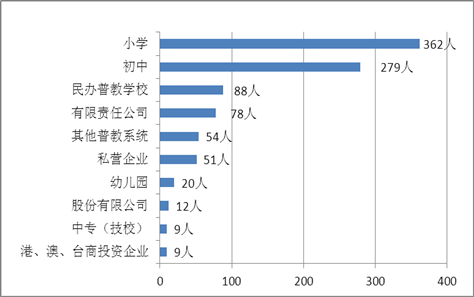 小学 362人
初中 279人
民办普教学校 88人
有限责任公司 78人
其他普教系统 54人
私营企业 51人
幼儿园 20人
股份有限公司 12人
中专（技校） 9人
港、澳、台商投资企业 9人
0 100 200 300 400